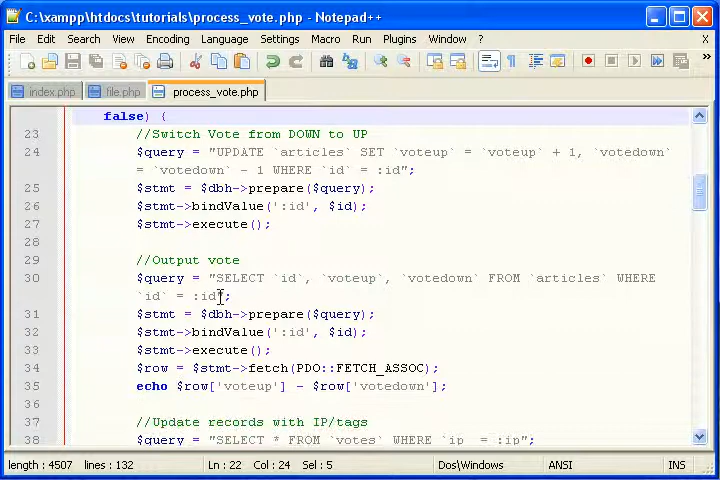 C:\xampp\htdocs\tutorials\process_vote.php - Notepad++
File Edit Search View Encoding Language Settings Macro Run Plugins Window ? X
index.php file.php process_vote.php
false) {
23 //Switch Vote from DOWN to UP
24 $query = "UPDATE `articles` SET `voteup` = `voteup` + 1, `votedown`
= `votedown` - 1 WHERE `id` = :id";
25 $stmt = $dbh->prepare($query);
26 $stmt->bindValue(':id', $id);
27 $stmt->execute();
28
29 //Output vote
30 $query = "SELECT `id`, `voteup`, `votedown` FROM `articles` WHERE
`id` = :id";
31 $stmt = $dbh->prepare($query);
32 $stmt->bindValue(':id', $id);
33 $stmt->execute();
34 $row = $stmt->fetch(PDO::FETCH_ASSOC);
35 echo $row['voteup'] - $row['votedown'];
36
37 //Update records with IP/tags
38 $query = "SELECT * FROM `votes` WHERE `ip` = :ip";
length : 4507 lines : 132 Ln : 22 Col : 24 Sel : 5 Dos\Windows ANSI INS